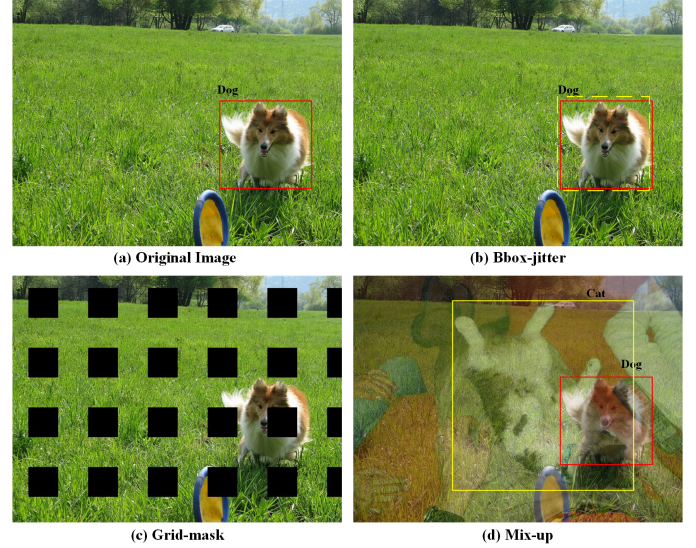 Dog
Dog
(a) Original Image
(b) Bbox-jitter
Cat
Dog
(c) Grid-mask
(d) Mix-up